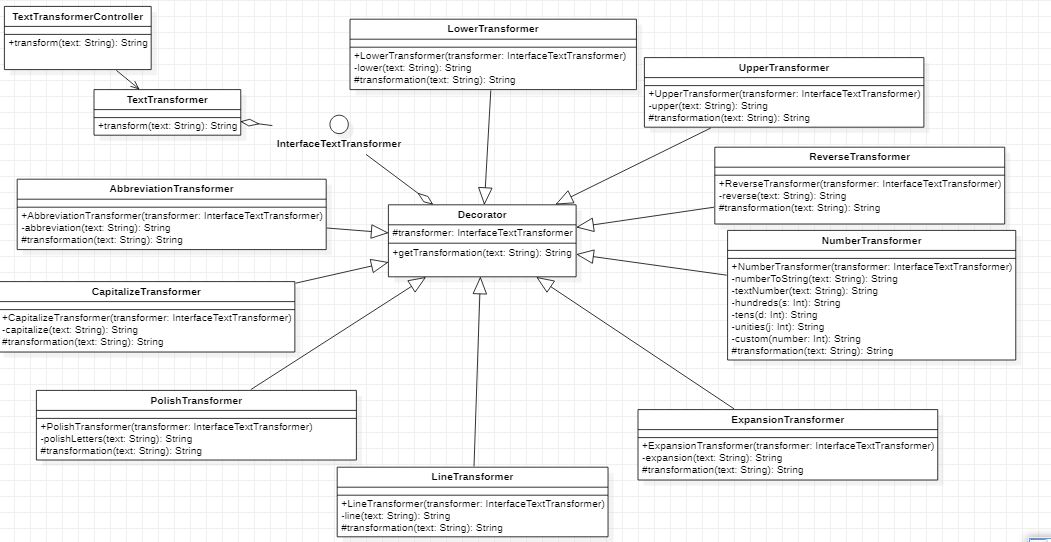 TextTransformerController
+transform(text: String): String
TextTransformer
+transform(text: String): String
InterfaceTextTransformer
LowerTransformer
+LowerTransformer(transformer: InterfaceTextTransformer)
-lower(text: String): String
#transformation(text: String): String
UpperTransformer
+UpperTransformer(transformer: InterfaceTextTransformer)
-upper(text: String): String
#transformation(text: String): String
ReverseTransformer
+ReverseTransformer(transformer: InterfaceTextTransformer)
-reverse(text: String): String
#transformation(text: String): String
AbbreviationTransformer
+AbbreviationTransformer(transformer: InterfaceTextTransformer)
-abbreviation(text: String): String
#transformation(text: String): String
Decorator
#transformer: InterfaceTextTransformer
+getTransformation(text: String): String
NumberTransformer
+NumberTransformer(transformer: InterfaceTextTransformer)
-numberToString(text: String): String
-textNumber(text: String): String
-hundreds(s: Int): String
-tens(d: Int): String
-unities(j: Int): String
-custom(number: Int): String
#transformation(text: String): String
CapitalizeTransformer
+CapitalizeTransformer(transformer: InterfaceTextTransformer)
-capitalize(text: String): String
#transformation(text: String): String
PolishTransformer
+PolishTransformer(transformer: InterfaceTextTransformer)
-polishLetters(text: String): String
#transformation(text: String): String
ExpansionTransformer
+ExpansionTransformer(transformer: InterfaceTextTransformer)
-expansion(text: String): String
#transformation(text: String): String
LineTransformer
+LineTransformer(transformer: InterfaceTextTransformer)
-line(text: String): String
#transformation(text: String): String